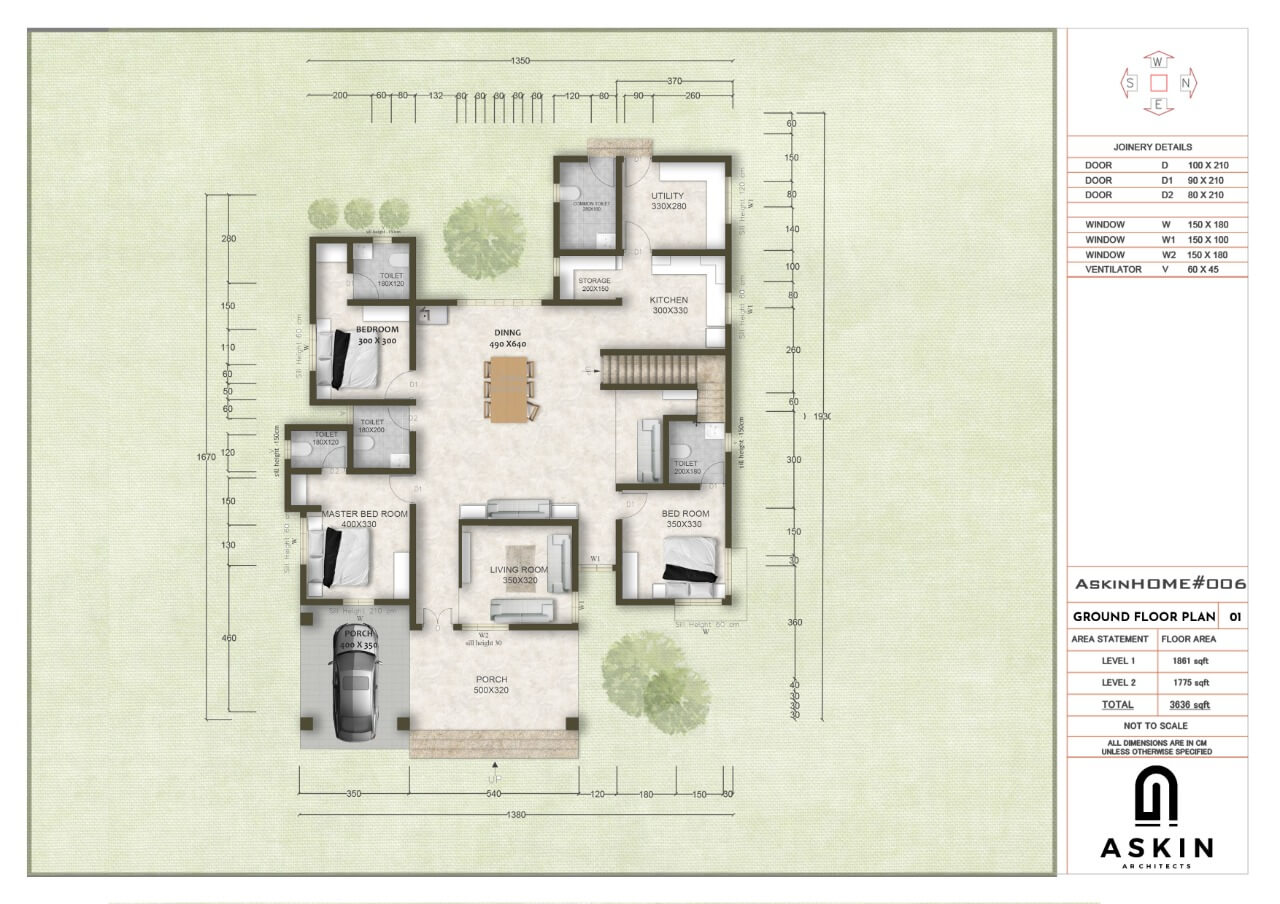 1350
370
200
60
80
132
30
30
30
30
30
120
80
90
260
60
150
80
140
100
80
260
60
1930
300
150
30
360
40
30
30
30
280
150
110
60
50
60
120
1670
150
130
460
COMMON TOILET
UTILITY
330X280
D1
D1
Sill Height 120 cm
W1
sill height -150cm
TOILET
180X120
D1
STORAGE
200X150
KITCHEN
300X330
Sill Height 60 cm
W1
BEDROOM
300 X 300
DINNG
490 X640
Sill Height 60 cm
W
D1
V
D2
TOILET
180X200
TOILET
180X120
D2
sill height -150cm
sill height -150cm
TOILET
200X180
D1
D1
D1
MASTER BED ROOM
400X330
BED ROOM
350X330
Sill Height 60 c
W
LIVING ROOM
350X320
W1
W1
Sill Height 210 cm
W
D
W2
sill height 30
Sill Height 60 cm
W
PORCH
400 X 350
PORCH
500X320
UP
350
540
120
180
150
30
1380
W
S
N
E
JOINERY DETAILS
DOOR D 100 X 210
DOOR D1 90 X 210
DOOR D2 80 X 210
WINDOW W 150 X 180
WINDOW W1 150 X 100
WINDOW W2 150 X 180
VENTILATOR V 60 X 45
ASKINHOME#006
GROUND FLOOR PLAN 01
AREA STATEMENT FLOOR AREA
LEVEL 1 1861 sqft
LEVEL 2 1775 sqft
TOTAL 3636 sqft
NOT TO SCALE
ALL DIMENSIONS ARE IN CM
UNLESS OTHERWISE SPECIFIED
ASKIN
ARCHITECTS